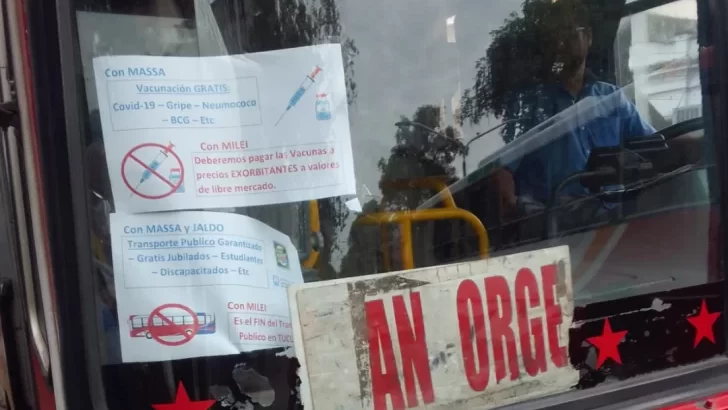 Con MASSA
Vacunación GRATIS:
Covid-19 – Gripe – Neumococo
– BCG – Etc
Con MILEI
Deberemos pagar las Vacunas a
precios EXORBITANTES a valores
de libre mercado.
Con MASSA y JALDO
Transporte Publico Garantizado
– Gratis Jubilados – Estudiantes
– Discapacitados – Etc
Con MILEI
Es el FIN del Tran
Publico en TUCU
AN ORGE